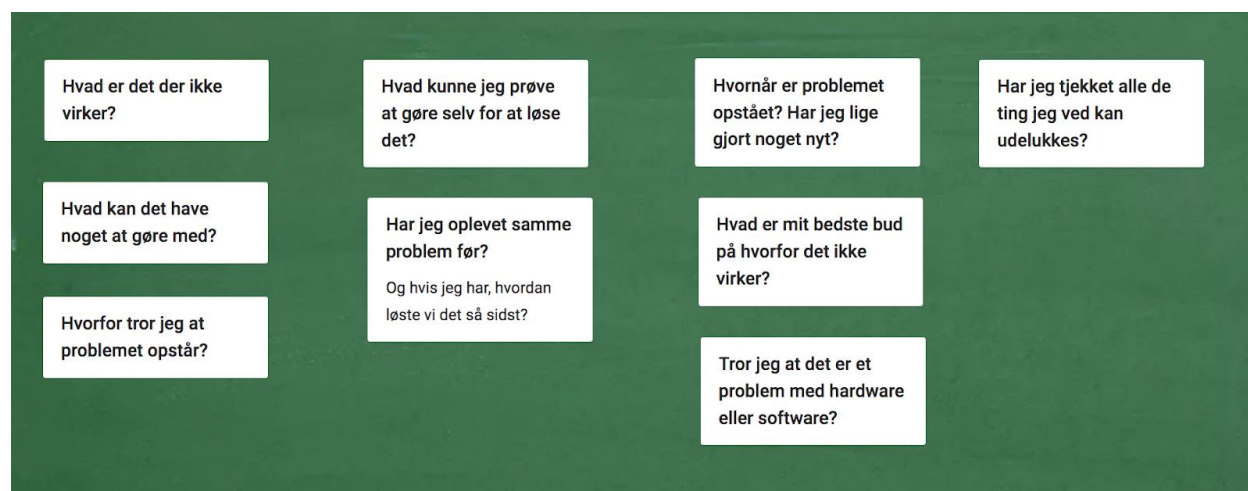 Hvad er det der ikke
virker?
Hvad kan det have
noget at gøre med?
Hvorfor tror jeg at
problemet opstår?
Hvad kunne jeg prøve
at gøre selv for at løse
det?
Har jeg oplevet samme
problem før?
Og hvis jeg har, hvordan
løste vi det så sidst?
Hvornår er problemet
opstået? Har jeg lige
gjort noget nyt?
Hvad er mit bedste bud
på hvorfor det ikke
virker?
Tror jeg at det er et
problem med hardware
eller software?
Har jeg tjekket alle de
ting jeg ved kan
udelukkes?